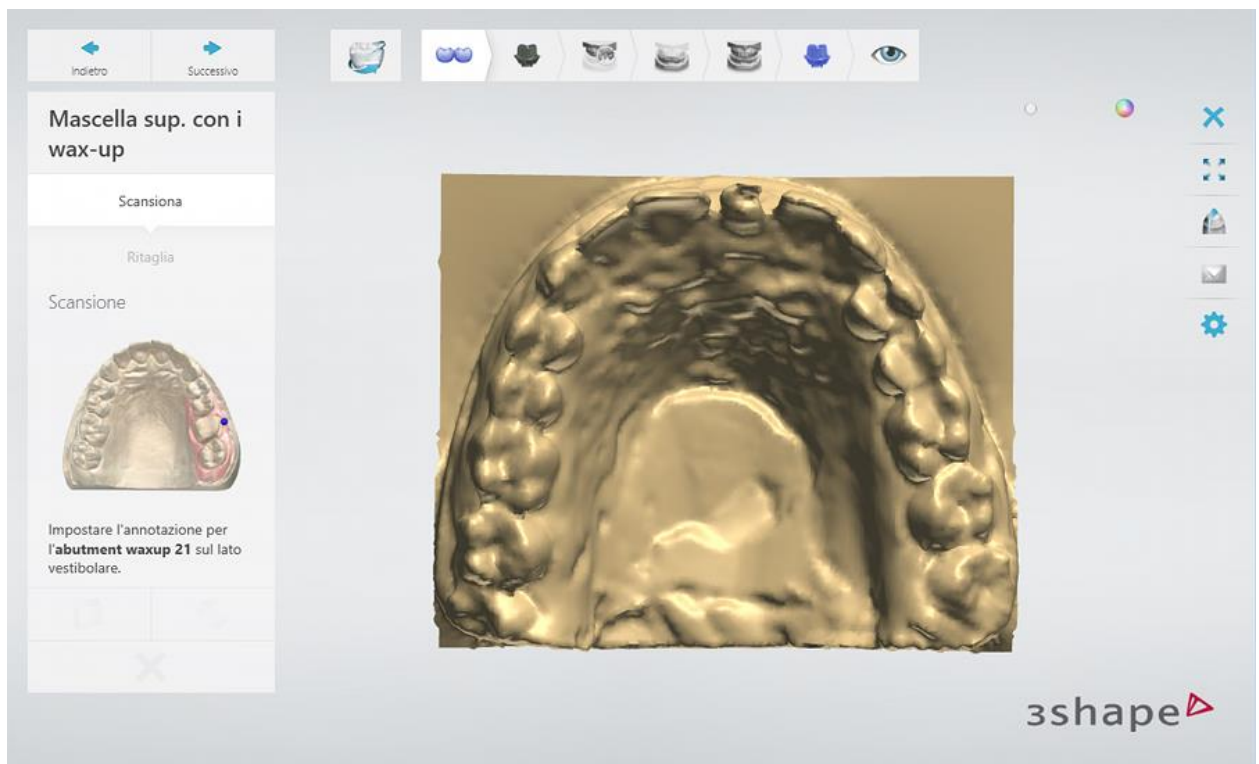 Indietro
Successivo
Mascella sup. con i
wax-up
Scansiona
Ritaglia
Scansione
Impostare l'annotazione per
l'abutment waxup 21 sul lato
vestibolare.
3shape